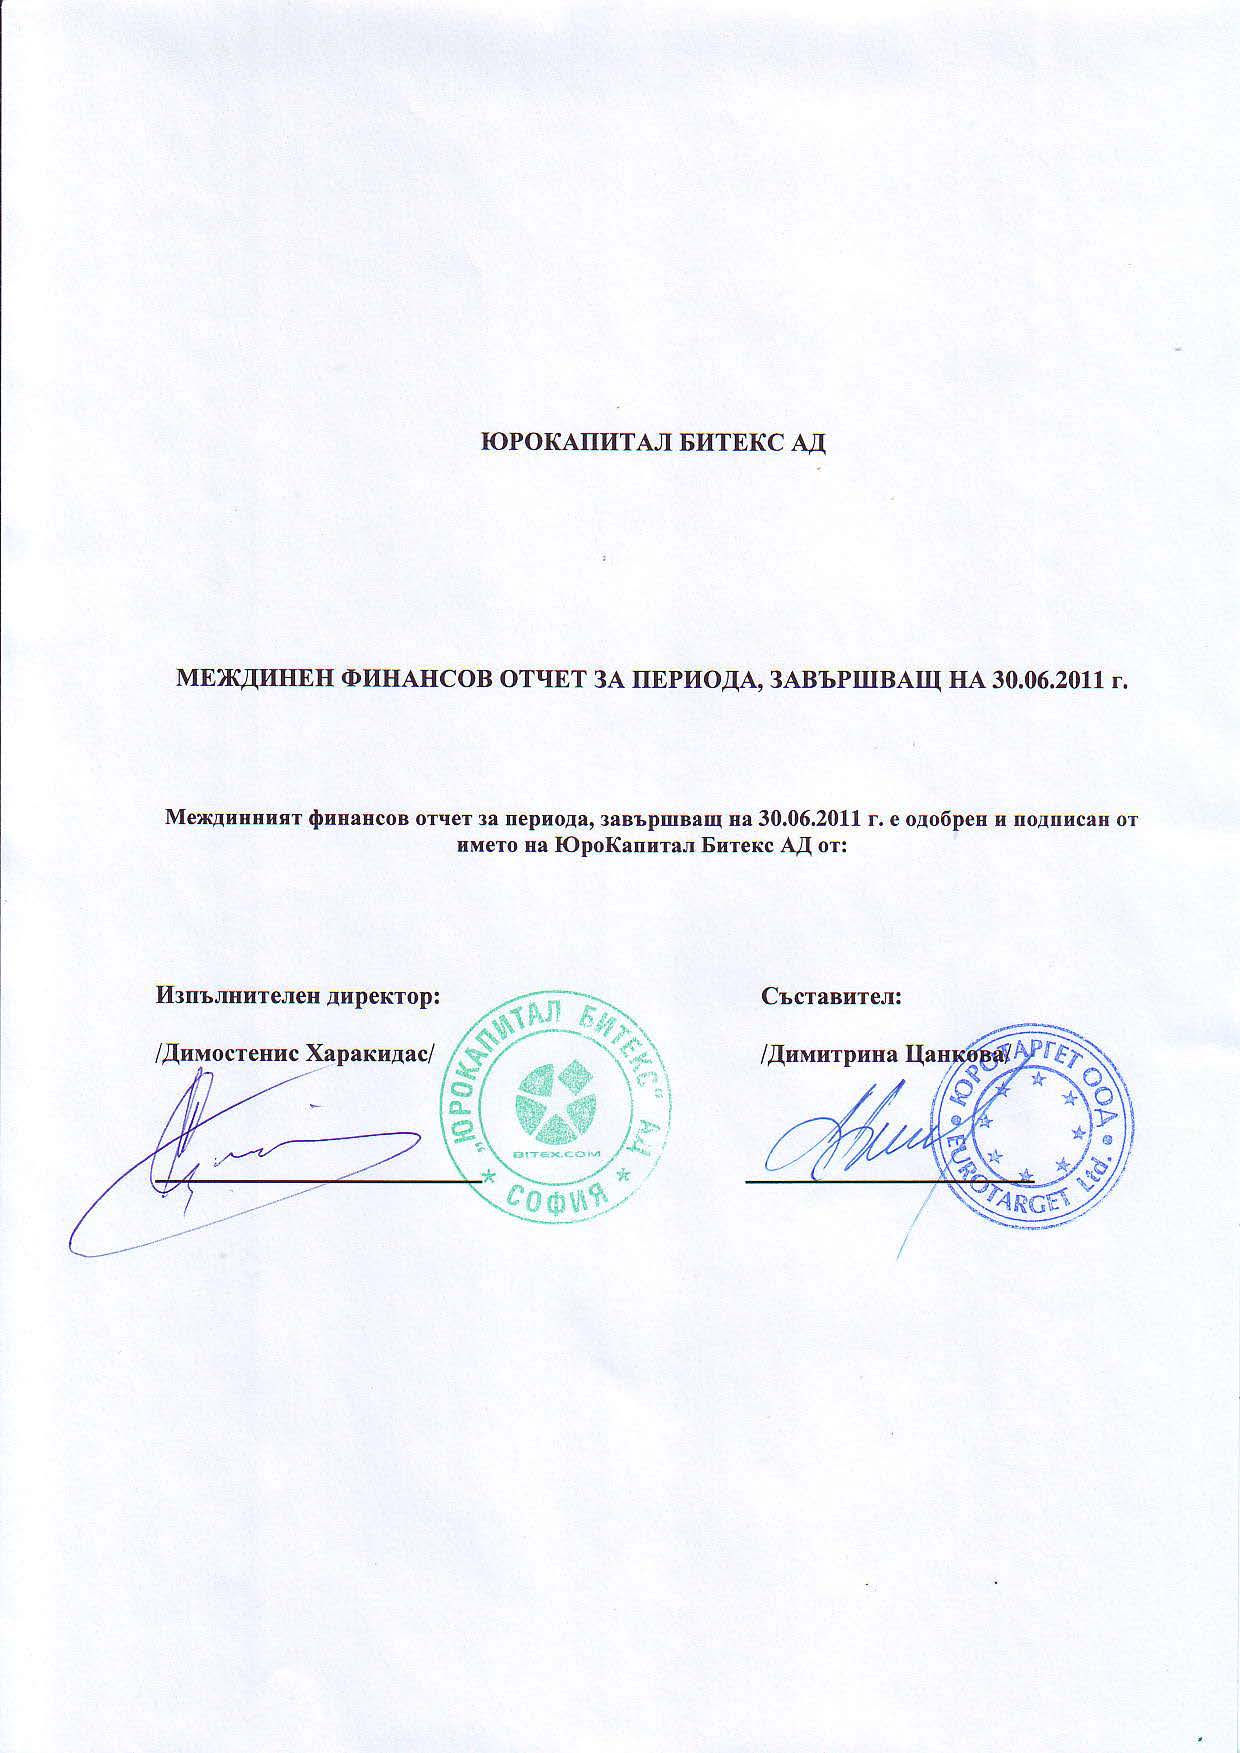 ЮРОКАПИТАЛ БИТЕКС АД
МЕЖДИНЕН ФИНАНСОВ ОТЧЕТ ЗА ПЕРИОДА, ЗАВЪРШВАЩ НА 30.06.2011 г.
Междинният финансов отчет за периода, завършващ на 30.06.2011 г. е одобрен и подписан от
името на ЮроКапитал Битекс АД от:
Изпълнителен директор:
/Димостенис Харакидас/
"ЮРОКАПИТАЛ БИТЕКС" АД
BITEX.COM
* СОФИЯ *
Съставител:
/Димитрина Цанкова/
ЮРОТАРГЕТ ООД
EUROTARGET Ltd.